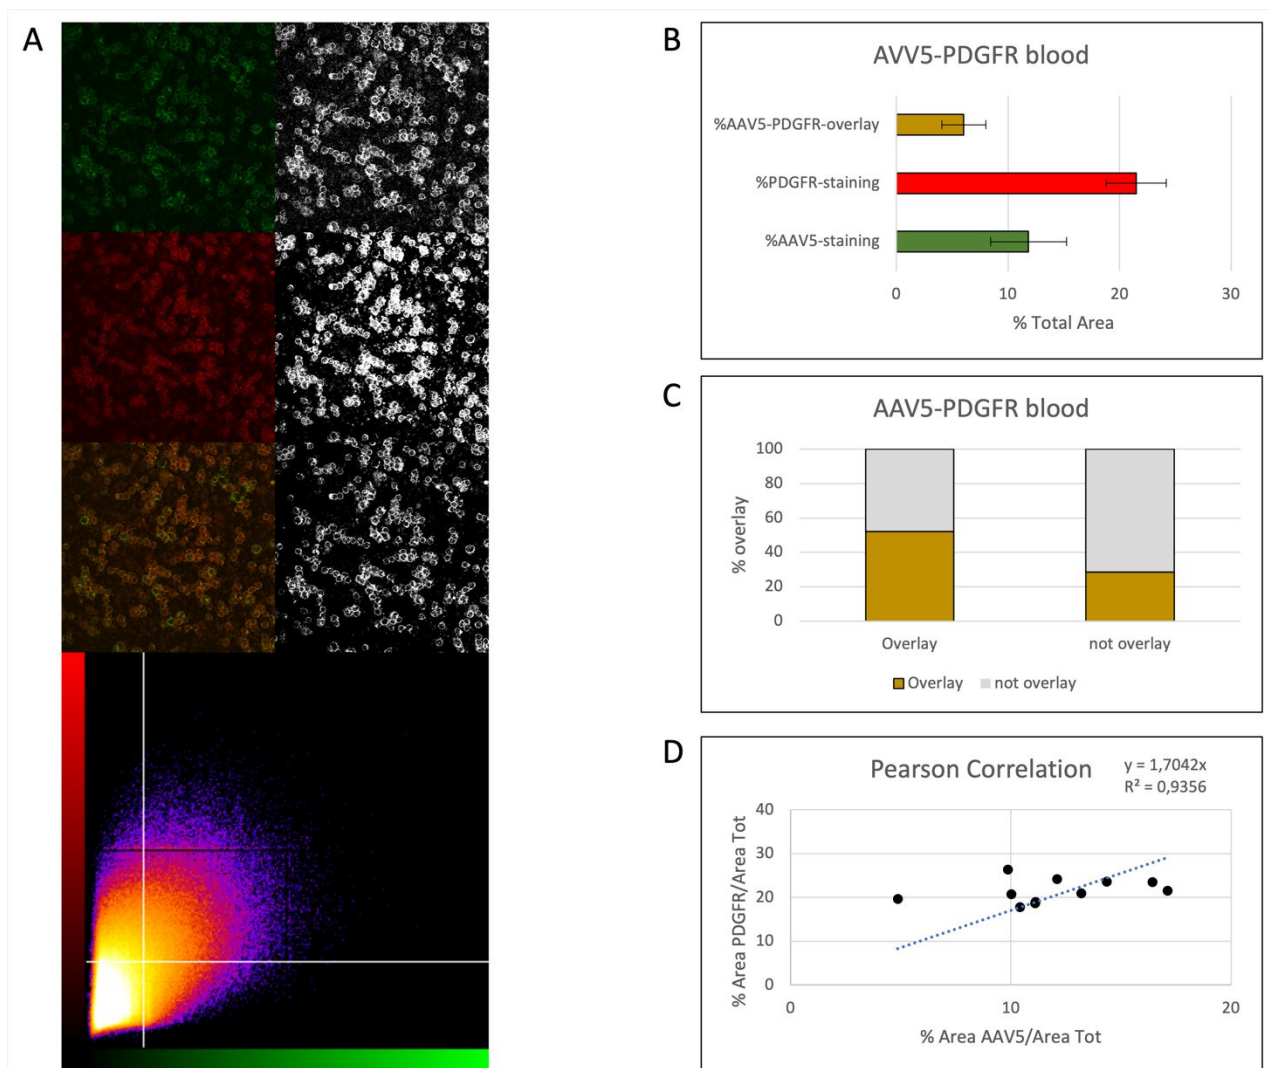 A
B
AVV5-PDGFR blood
%AAV5-PDGFR-overlay
%PDGFR-staining
%AAV5-staining
0 10 20 30
% Total Area
C
AAV5-PDGFR blood
% overlay
100
80
60
40
20
0
Overlay not overlay
Overlay not overlay
D
Pearson Correlation
y = 1,7042x
R² = 0,9356
% Area PDGFR/Area Tot
40
30
20
10
0
0 10 20
% Area AAV5/Area Tot